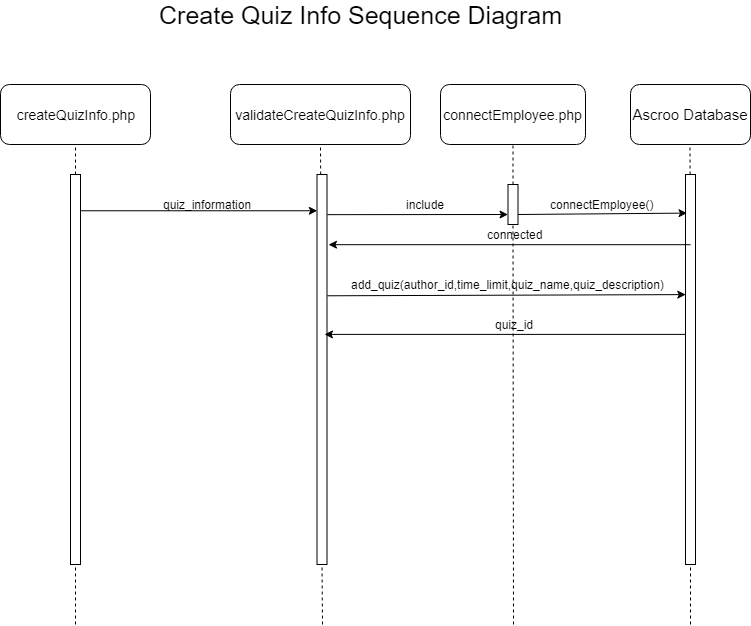 Create Quiz Info Sequence Diagram
createQuizInfo.php
validateCreateQuizInfo.php
connectEmployee.php
Ascroo Database
quiz_information
include
connectEmployee()
connected
add_quiz(author_id,time_limit,quiz_name,quiz_description)
quiz_id